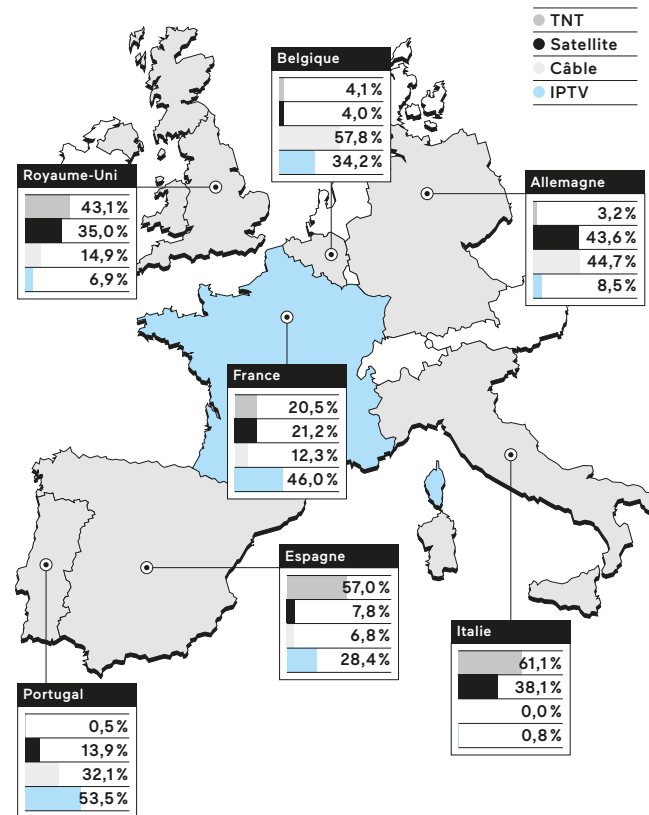 TNT
Satellite
Câble
IPTV
Belgique
4,1%
4,0%
57,8%
34,2%
Royaume-Uni
43,1%
35,0%
14,9%
6,9%
Allemagne
3,2%
43,6%
44,7%
8,5%
France
20,5%
21,2%
12,3%
46,0%
Espagne
57,0%
7,8%
6,8%
28,4%
Italie
61,1%
38,1%
0,0%
0,8%
Portugal
0,5%
13,9%
32,1%
53,5%